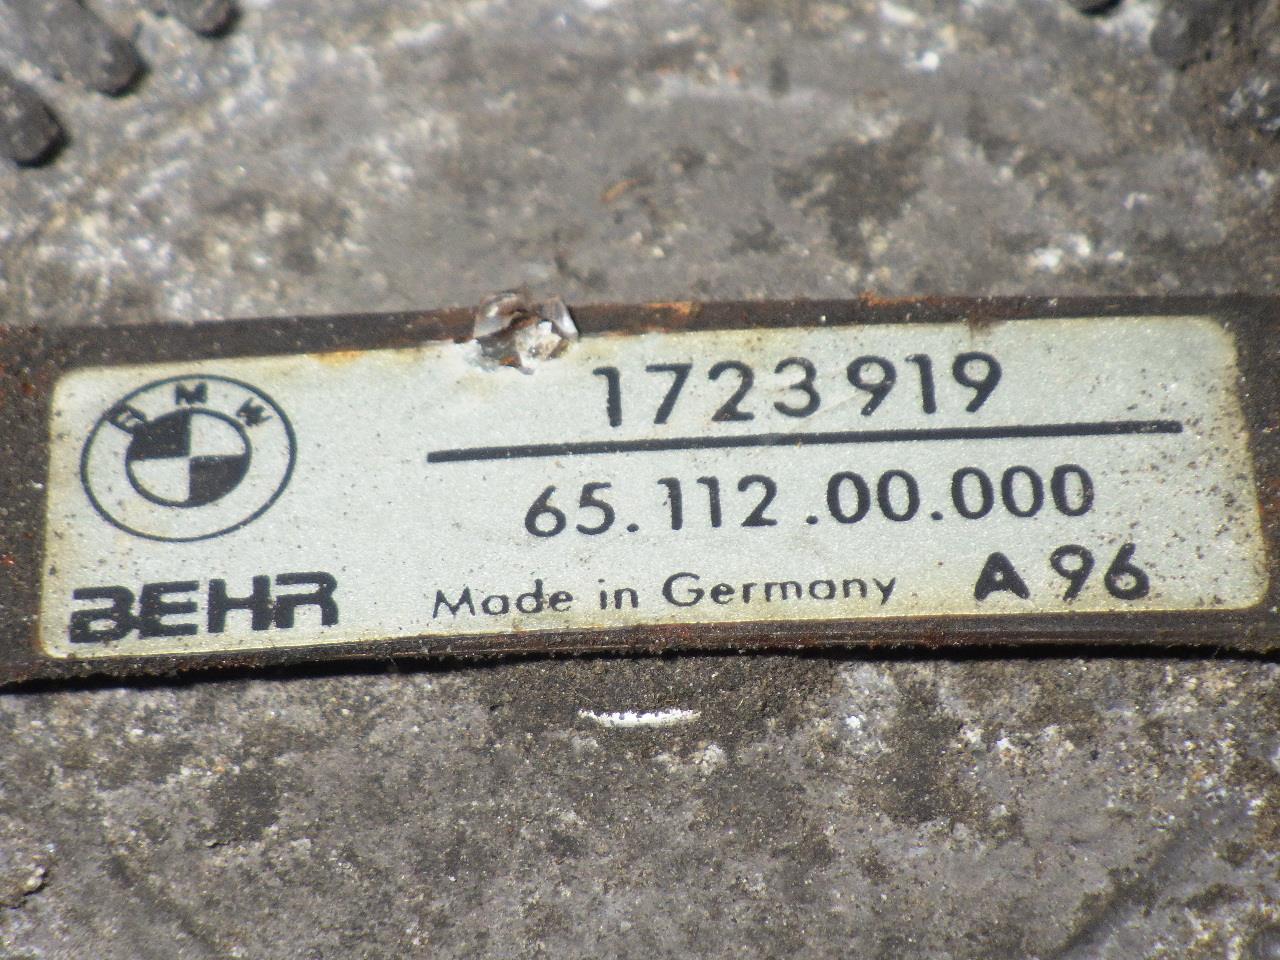 BMW
1723919
65.112.00.000
BEHR Made in Germany A 96